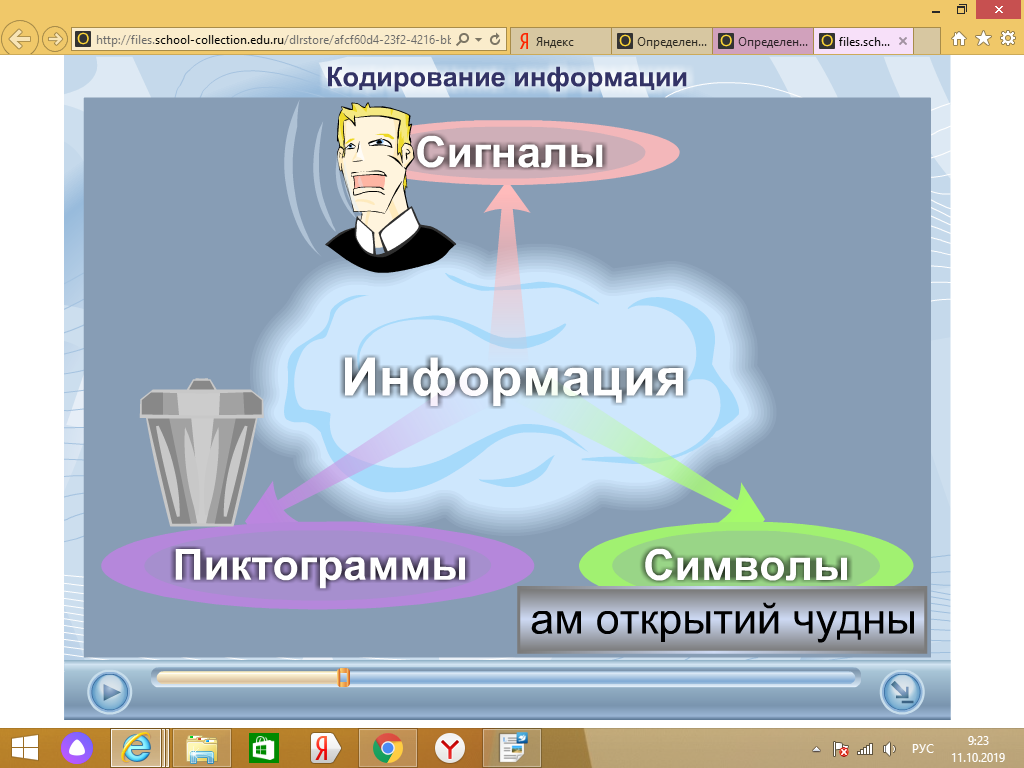 http://files.school-collection.edu.ru/dlrstore/afcf60d4-23f2-4216-bb
Яндекс
Определен...
Определен...
files.sch...
Кодирование информации
Сигналы
Информация
Пиктограммы
Символы
ам открытий чудны
РУС
9:23
11.10.2019